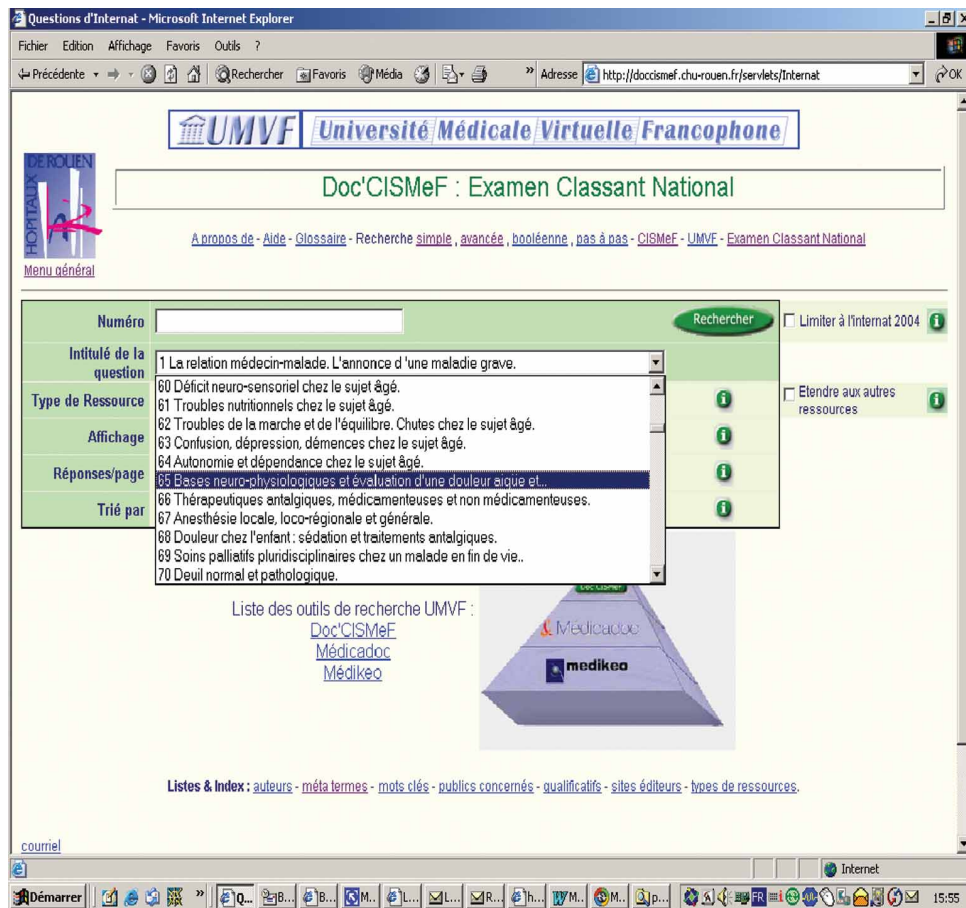 Questions d'Internat - Microsoft Internet Explorer
Fichier Edition Affichage Favoris Outils ?
Précédente Rechercher Favoris Média » Adresse http://doccismef.chu-rouen.fr/servlets/Internat OK
UMVF Université Médicale Virtuelle Francophone
HOPITAUX DE ROUEN
Doc'CISMeF : Examen Classant National
A propos de - Aide - Glossaire - Recherche simple , avancée , booléenne , pas à pas - CISMeF - UMVF - Examen Classant National
Menu général
Numéro Rechercher Limiter à l'internat 2004
Intitulé de la question 1 La relation médecin-malade. L'annonce d 'une maladie grave.
Type de Ressource Etendre aux autres ressources
Affichage
Réponses/page
Trié par
60 Déficit neuro-sensoriel chez le sujet âgé.
61 Troubles nutritionnels chez le sujet âgé.
62 Troubles de la marche et de l'équilibre. Chutes chez le sujet âgé.
63 Confusion, dépression, démences chez le sujet âgé.
64 Autonomie et dépendance chez le sujet âgé.
65 Bases neuro-physiologiques et évaluation d'une douleur aigüe et...
66 Thérapeutiques antalgiques, médicamenteuses et non médicamenteuses.
67 Anesthésie locale, loco-régionale et générale.
68 Douleur chez l'enfant : sédation et traitements antalgiques.
69 Soins palliatifs pluridisciplinaires chez un malade en fin de vie..
70 Deuil normal et pathologique.
Liste des outils de recherche UMVF :
Doc'CISMeF
Médicadoc
Médikeo
Médicadoc
medikeo
Listes & Index : auteurs - méta termes - mots clés - publics concernés - qualificatifs - sites éditeurs - types de ressources.
courriel
Internet
Démarrer » Q... B... B... M... L... L... R... h... M... M... p... FR 15:55